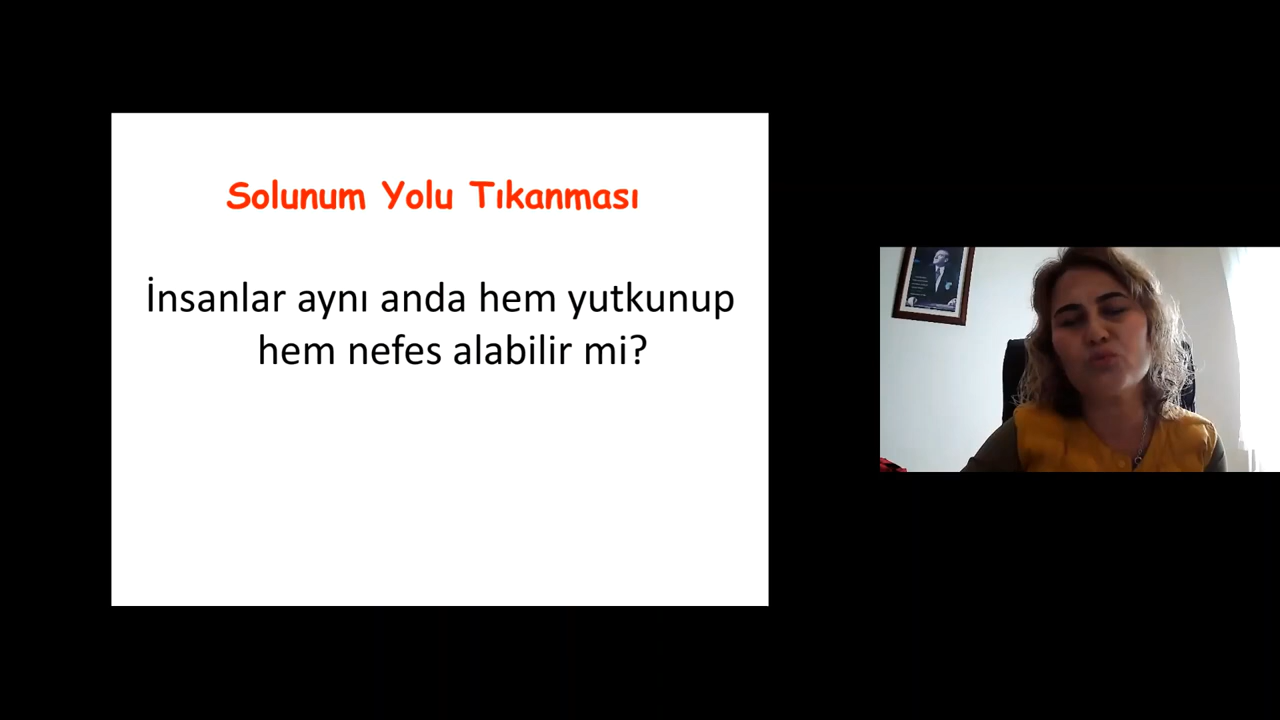 Solunum Yolu Tıkanması
İnsanlar aynı anda hem yutkunup
hem nefes alabilir mi?